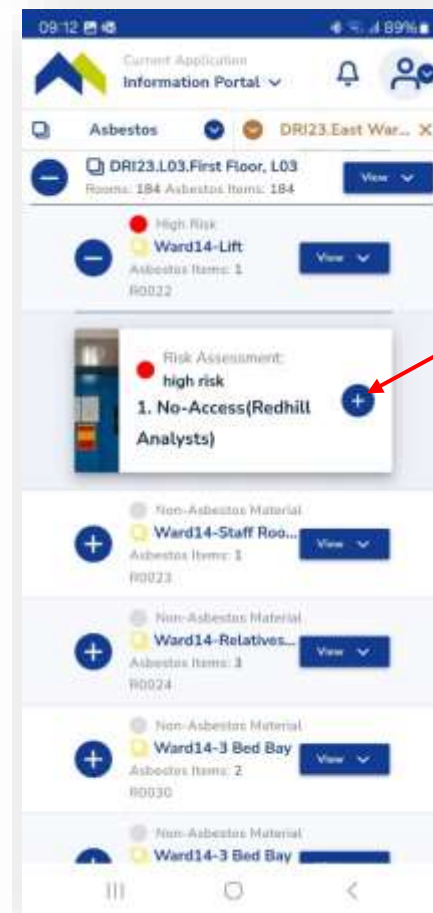 09:12
89%
Current Application
Information Portal
Asbestos
DRI23.East War...
DRI23.L03.First Floor, L03
Rooms: 184 Asbestos Items: 184
View
High Risk
Ward14-Lift
Asbestos Items: 1
View
R0022
Risk Assessment:
high risk
1. No-Access(Redhill
Analysts)
Non-Asbestos Material
Ward14-Staff Roo...
Asbestos Items: 1
View
R0023
Non-Asbestos Material
Ward14-Relatives...
Asbestos Items: 3
View
R0024
Non-Asbestos Material
Ward14-3 Bed Bay
Asbestos Items: 2
View
R0030
Non-Asbestos Material
Ward14-3 Bed Bay